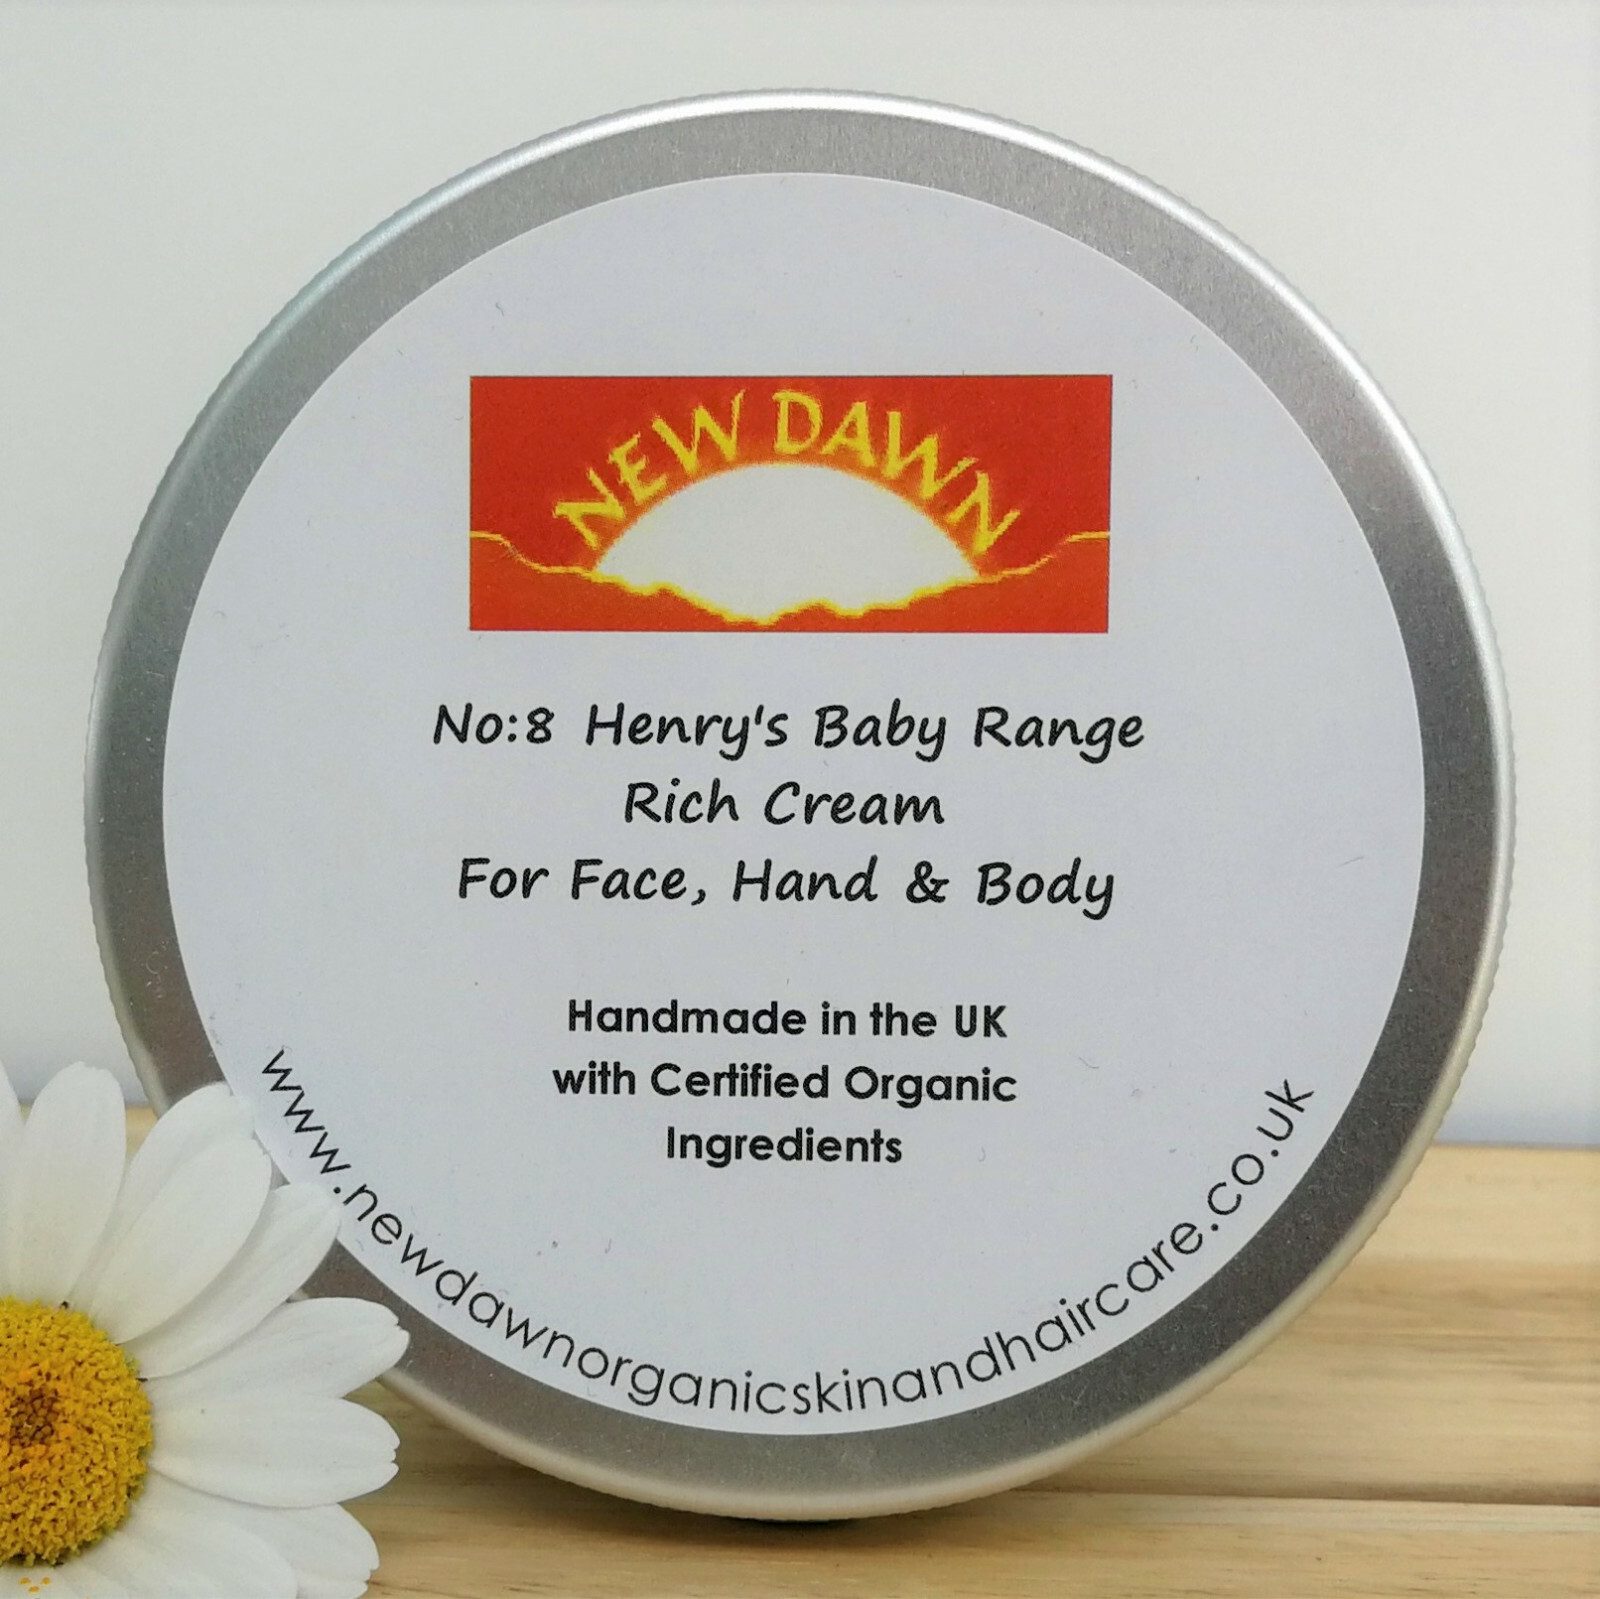 NEW DAWN
No:8 Henry's Baby Range
Rich Cream
For Face, Hand & Body
Handmade in the UK
with Certified Organic
Ingredients
www.newdawnorganicskinandhaircare.co.uk